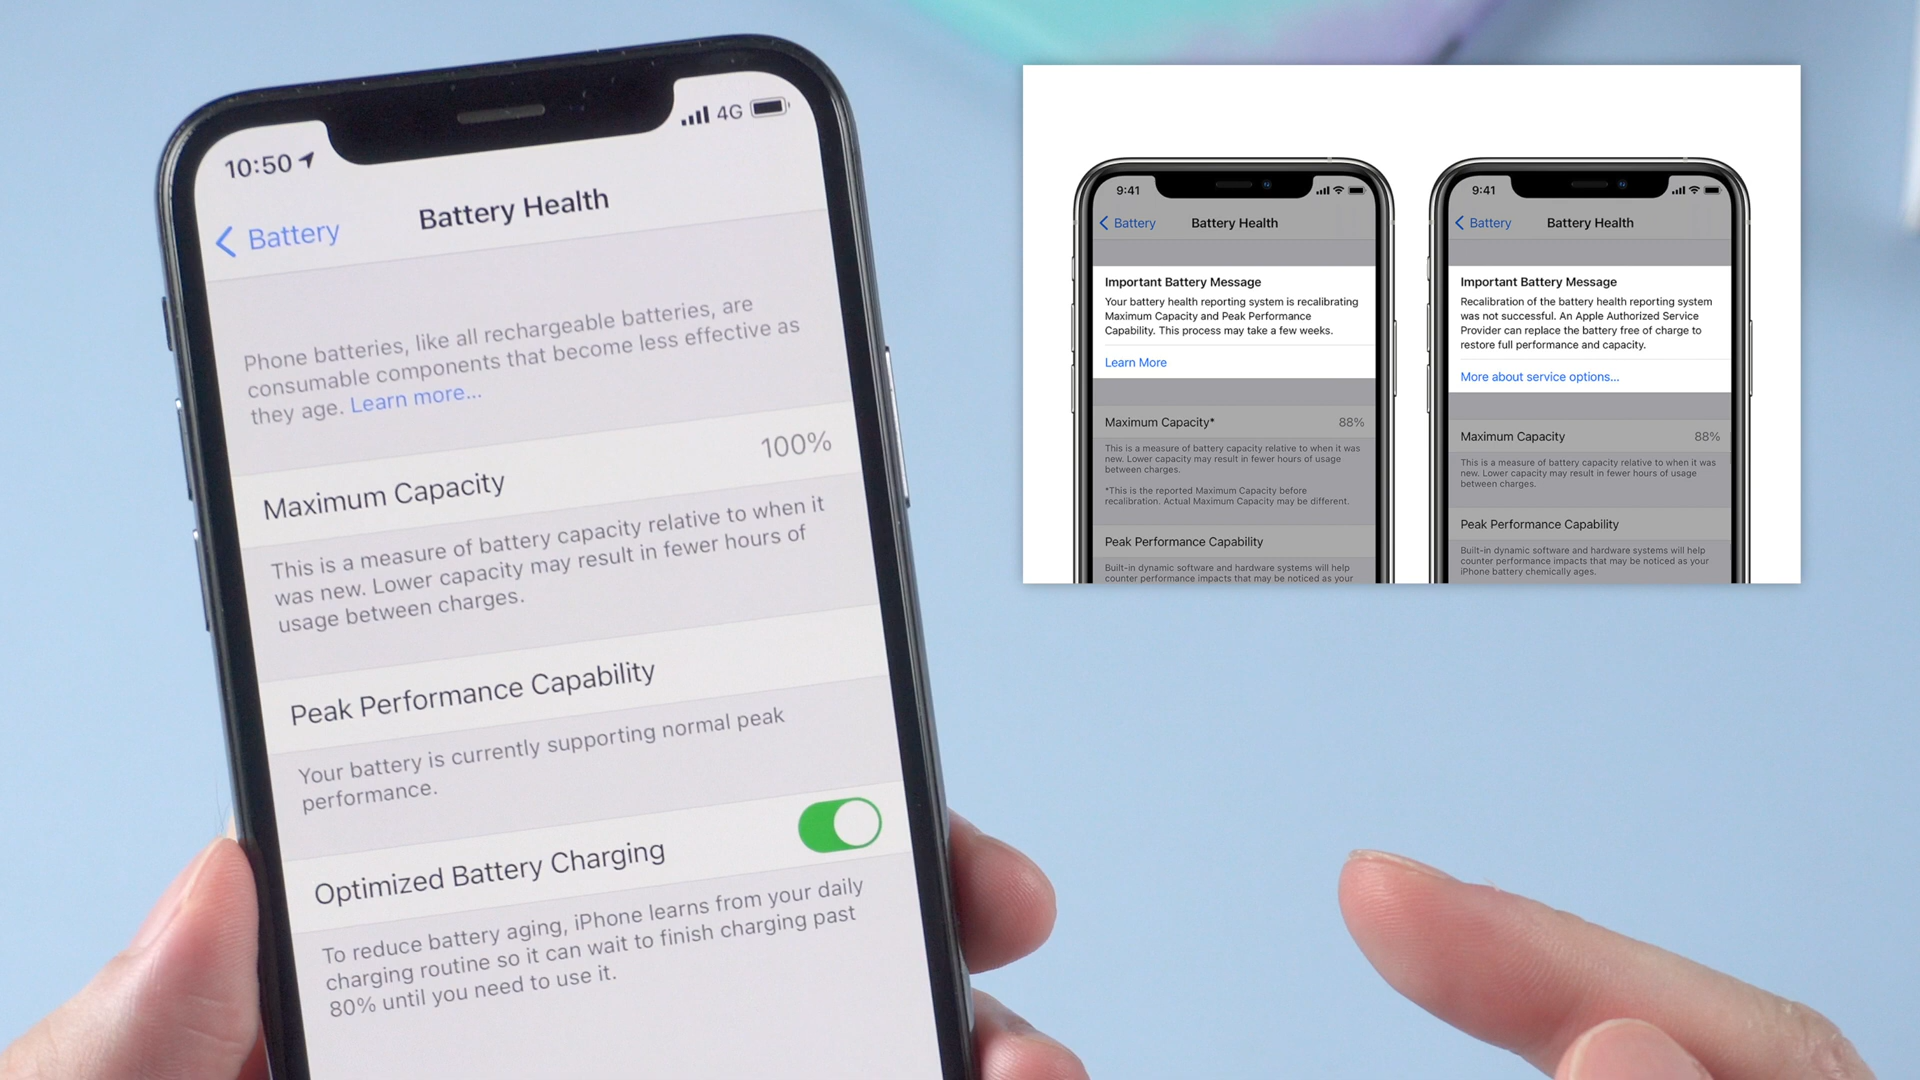 10:50
4G
Battery
Battery Health
Phone batteries, like all rechargeable batteries, are
consumable components that become less effective as
they age. Learn more...
Maximum Capacity 100%
This is a measure of battery capacity relative to when it
was new. Lower capacity may result in fewer hours of
usage between charges.
Peak Performance Capability
Your battery is currently supporting normal peak
performance.
Optimized Battery Charging
To reduce battery aging, iPhone learns from your daily
charging routine so it can wait to finish charging past
80% until you need to use it.
9:41
Battery
Battery Health
Important Battery Message
Your battery health reporting system is recalibrating
Maximum Capacity and Peak Performance
Capability. This process may take a few weeks.
Learn More
Maximum Capacity* 88%
This is a measure of battery capacity relative to when it was
new. Lower capacity may result in fewer hours of usage
between charges.
*This is the reported Maximum Capacity before
recalibration. Actual Maximum Capacity may be different.
Peak Performance Capability
Built-in dynamic software and hardware systems will help
counter performance impacts that may be noticed as your
9:41
Battery
Battery Health
Important Battery Message
Recalibration of the battery health reporting system
was not successful. An Apple Authorized Service
Provider can replace the battery free of charge to
restore full performance and capacity.
More about service options...
Maximum Capacity 88%
This is a measure of battery capacity relative to when it was
new. Lower capacity may result in fewer hours of usage
between charges.
Peak Performance Capability
Built-in dynamic software and hardware systems will help
counter performance impacts that may be noticed as your
iPhone battery chemically ages.